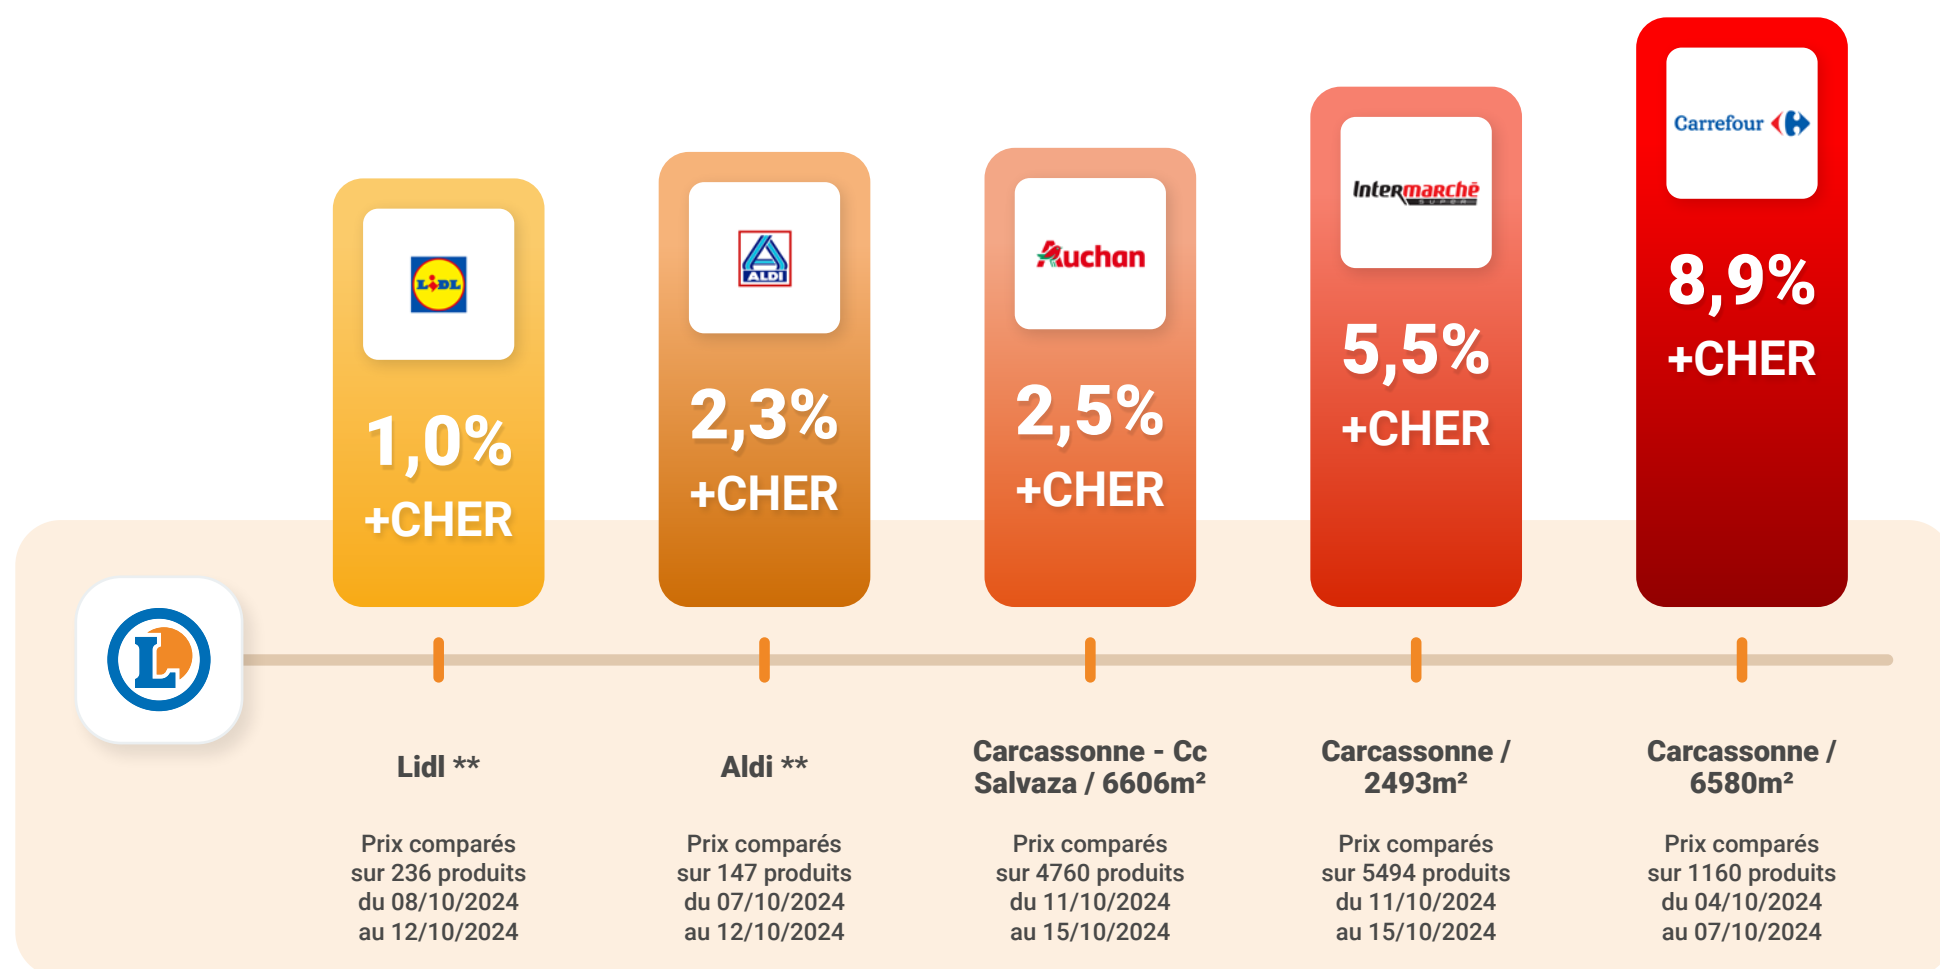 LIDL
1,0%
+CHER
ALDI
2,3%
+CHER
Auchan
2,5%
+CHER
Intermarchē
SUPER
5,5%
+CHER
Carrefour
8,9%
+CHER
L
Lidl **
Prix comparés
sur 236 produits
du 08/10/2024
au 12/10/2024
Aldi **
Prix comparés
sur 147 produits
du 07/10/2024
au 12/10/2024
Carcassonne - Cc
Salvaza / 6606m²
Prix comparés
sur 4760 produits
du 11/10/2024
au 15/10/2024
Carcassonne /
2493m²
Prix comparés
sur 5494 produits
du 11/10/2024
au 15/10/2024
Carcassonne /
6580m²
Prix comparés
sur 1160 produits
du 04/10/2024
au 07/10/2024